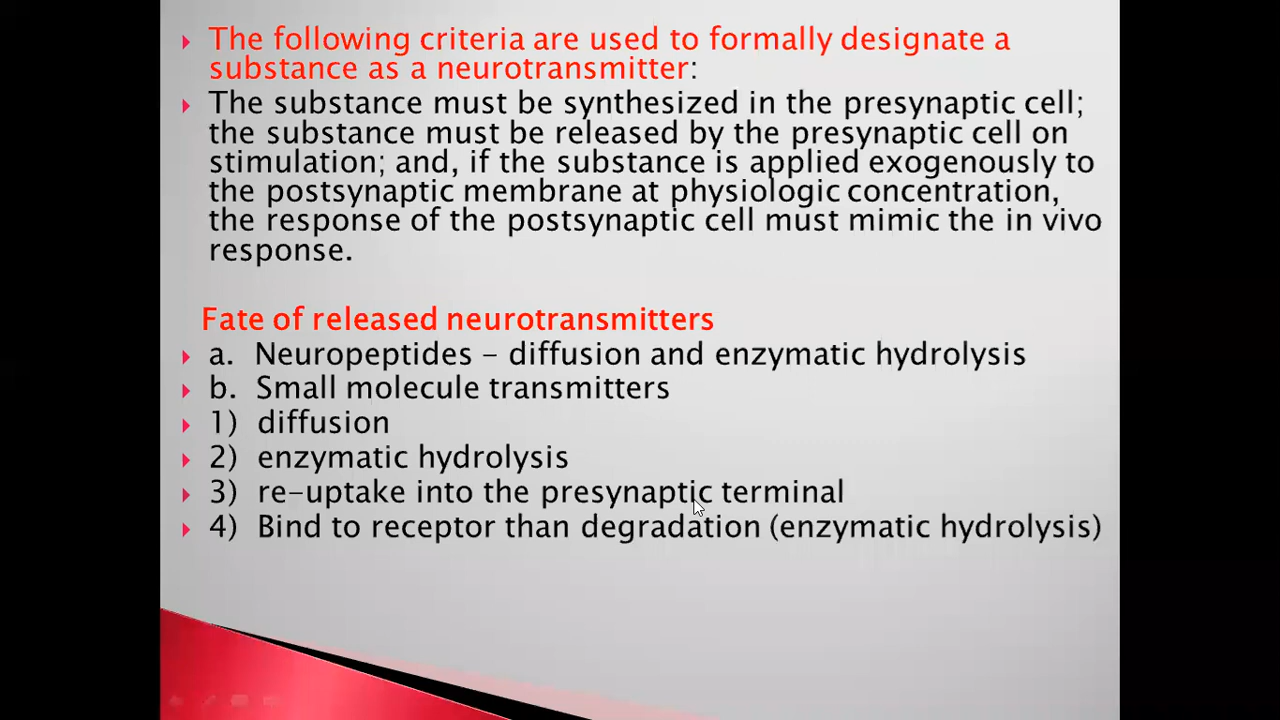 The following criteria are used to formally designate a
substance as a neurotransmitter:
The substance must be synthesized in the presynaptic cell;
the substance must be released by the presynaptic cell on
stimulation; and, if the substance is applied exogenously to
the postsynaptic membrane at physiologic concentration,
the response of the postsynaptic cell must mimic the in vivo
response.
Fate of released neurotransmitters
a. Neuropeptides - diffusion and enzymatic hydrolysis
b. Small molecule transmitters
1) diffusion
2) enzymatic hydrolysis
3) re-uptake into the presynaptic terminal
4) Bind to receptor than degradation (enzymatic hydrolysis)